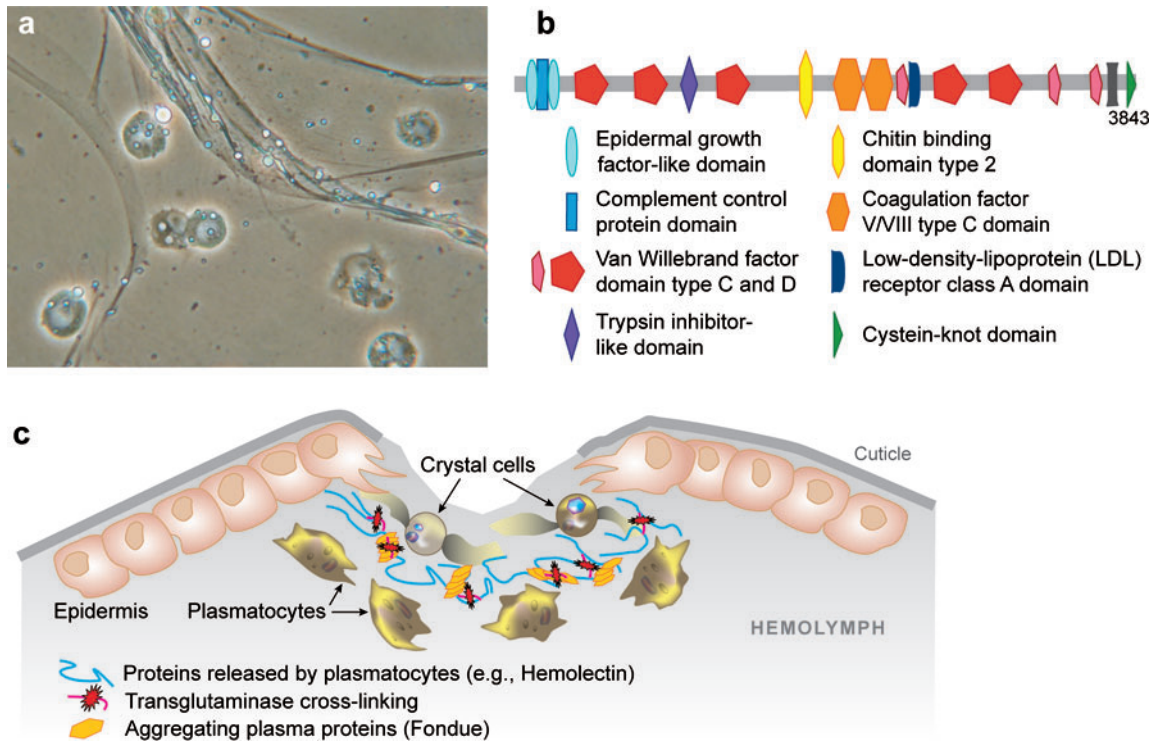 a
b
3843
Epidermal growth
factor-like domain
Complement control
protein domain
Van Willebrand factor
domain type C and D
Trypsin inhibitor-
like domain
Chitin binding
domain type 2
Coagulation factor
V/VIII type C domain
Low-density-lipoprotein (LDL)
receptor class A domain
Cystein-knot domain
c
Crystal cells
Cuticle
Epidermis
Plasmatocytes
HEMOLYMPH
Proteins released by plasmatocytes (e.g., Hemolectin)
Transglutaminase cross-linking
Aggregating plasma proteins (Fondue)